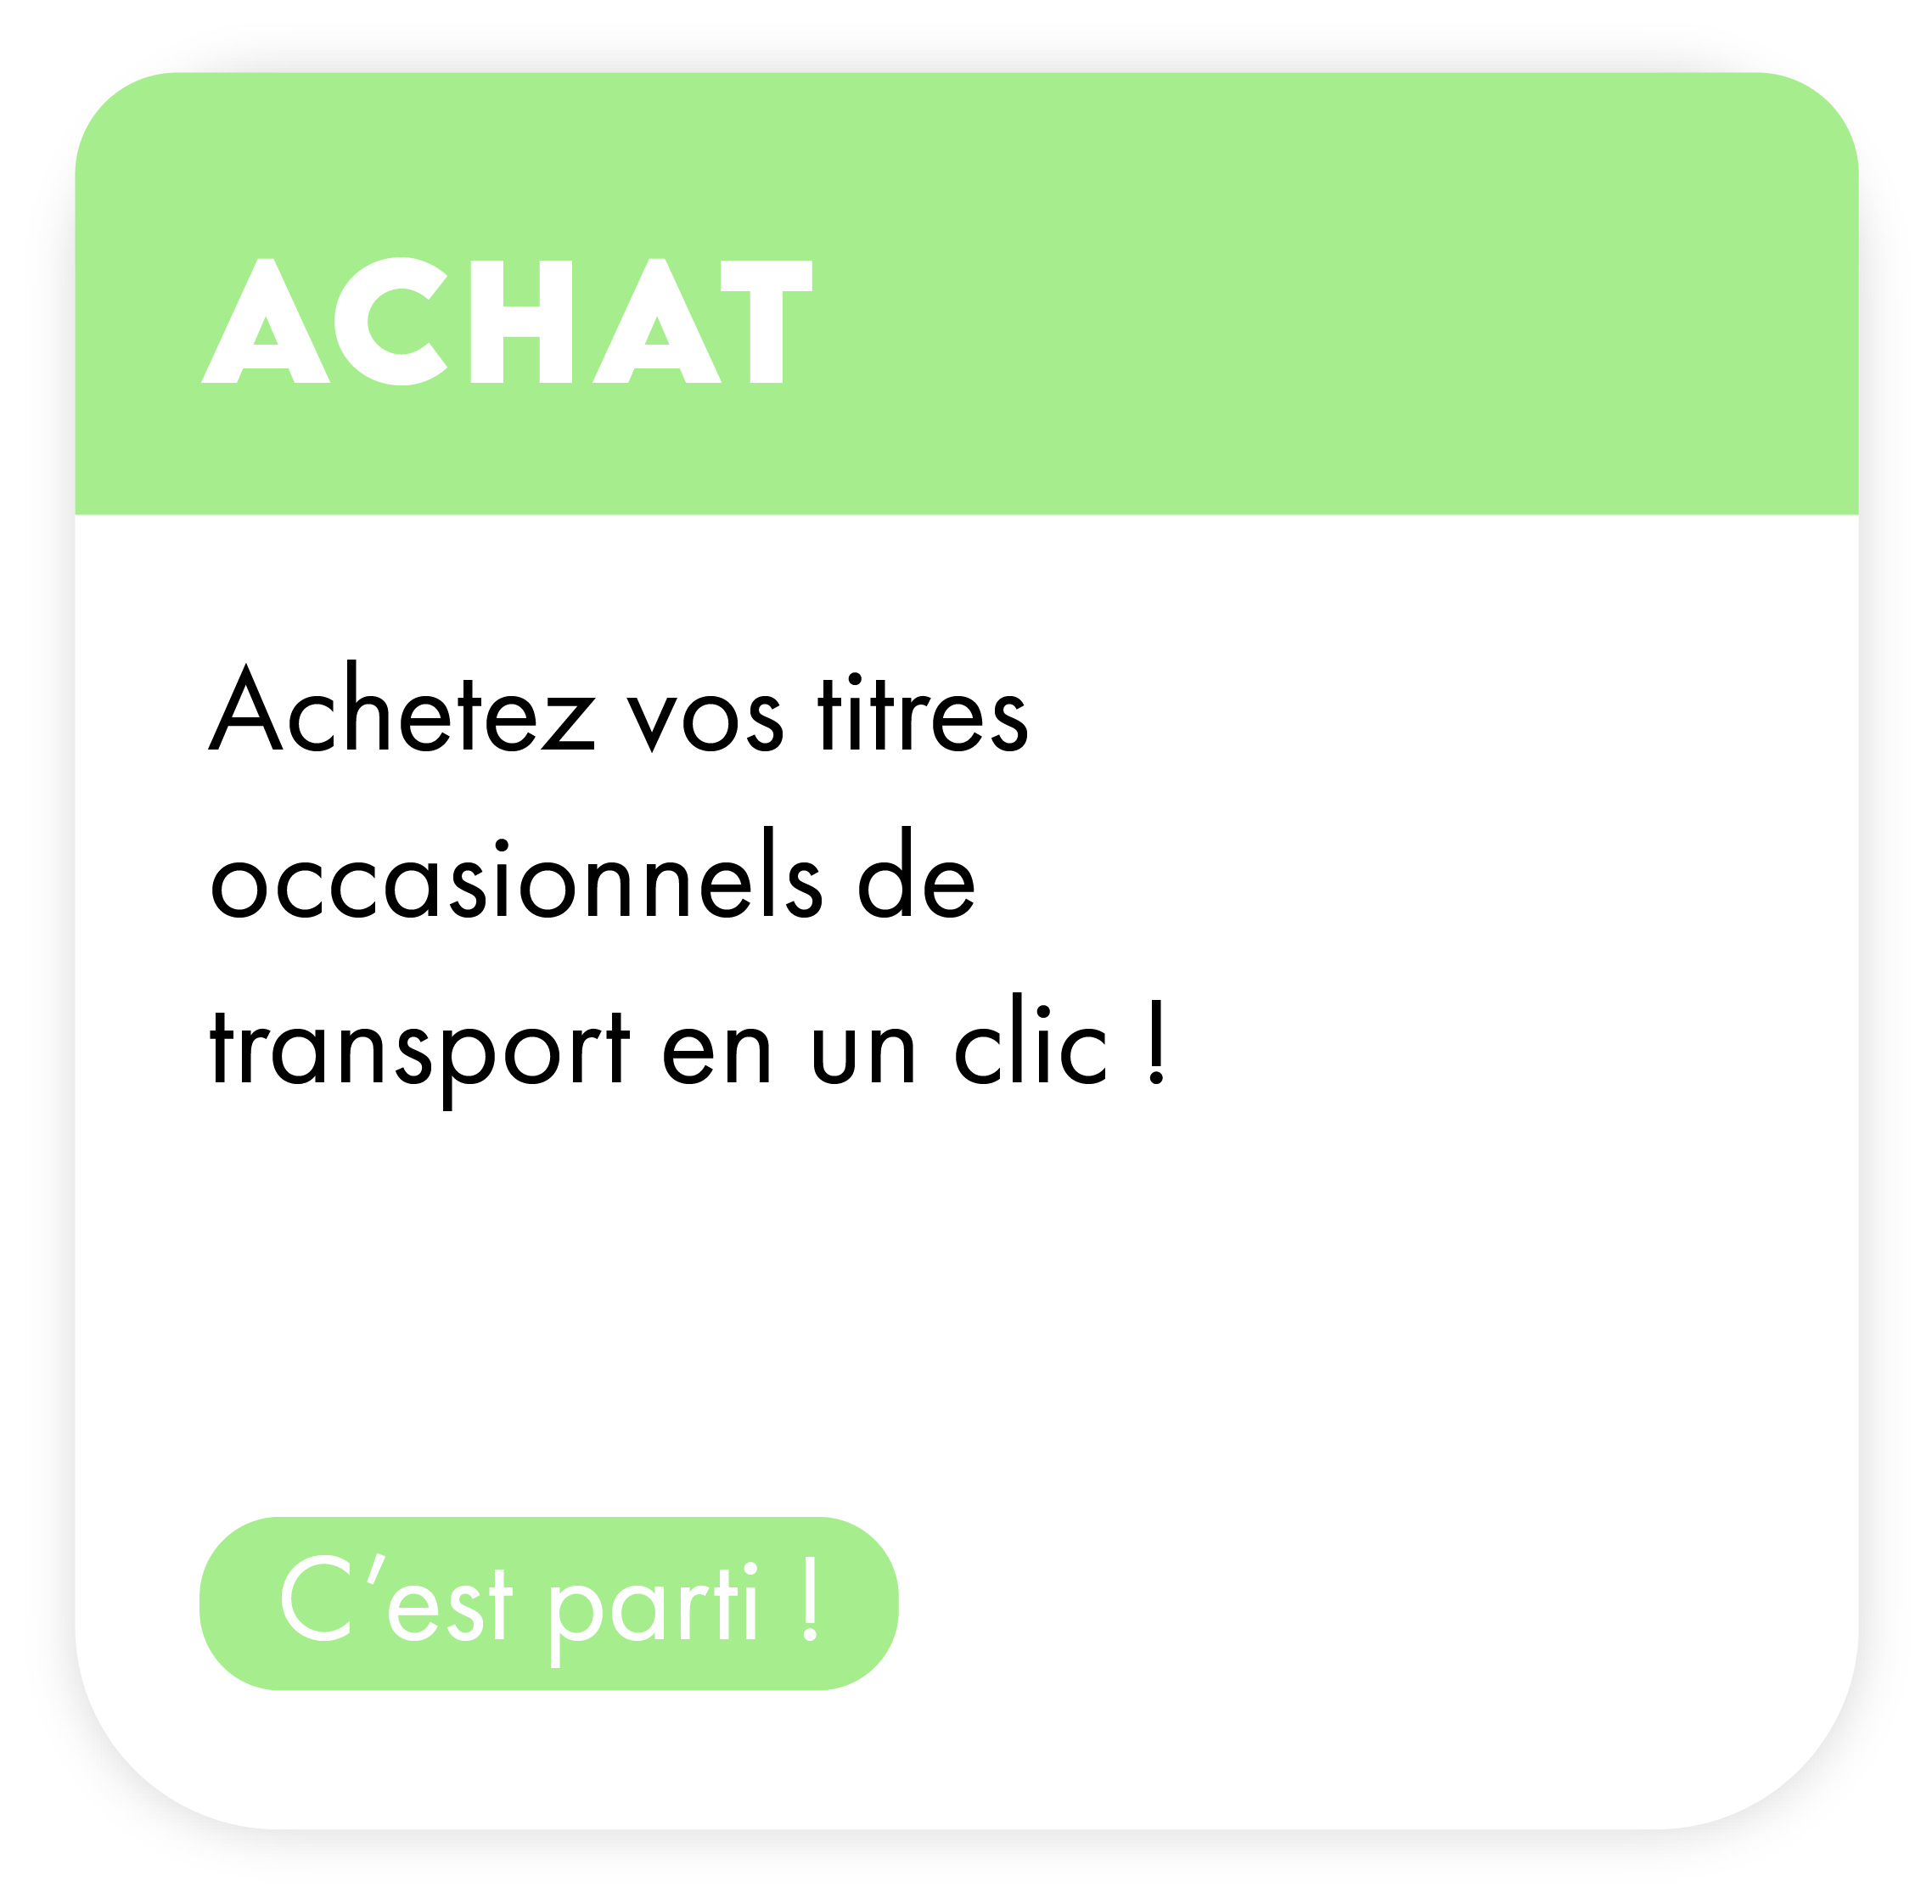 ACHAT
Achetez vos titres
occasionnels de
transport en un clic !
C’est parti !